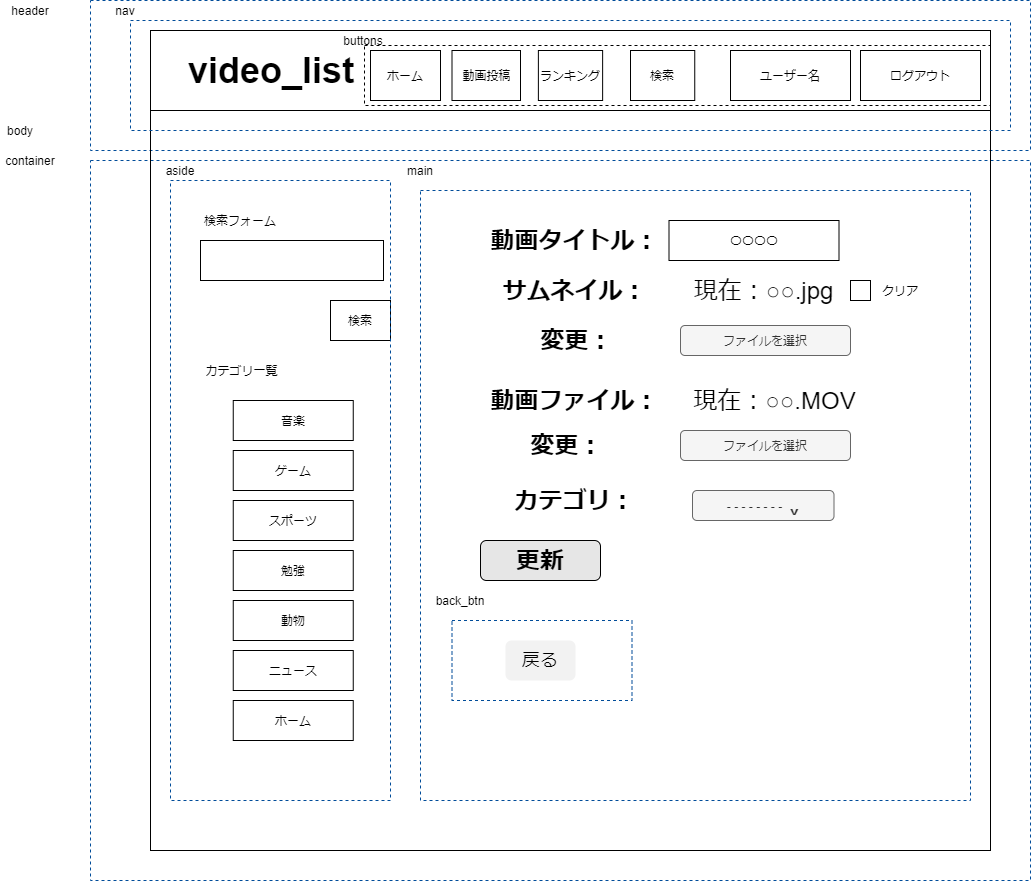 header
nav
buttons
video_list
ホーム
動画投稿
ランキング
検索
ユーザー名
ログアウト
body
container
aside
検索フォーム
検索
カテゴリ一覧
音楽
ゲーム
スポーツ
勉強
動物
ニュース
ホーム
main
動画タイトル： ○○○○
サムネイル： 現在：○○.jpg クリア
変更： ファイルを選択
動画ファイル： 現在：○○.MOV
変更： ファイルを選択
カテゴリ： -------- v
更新
back_btn
戻る